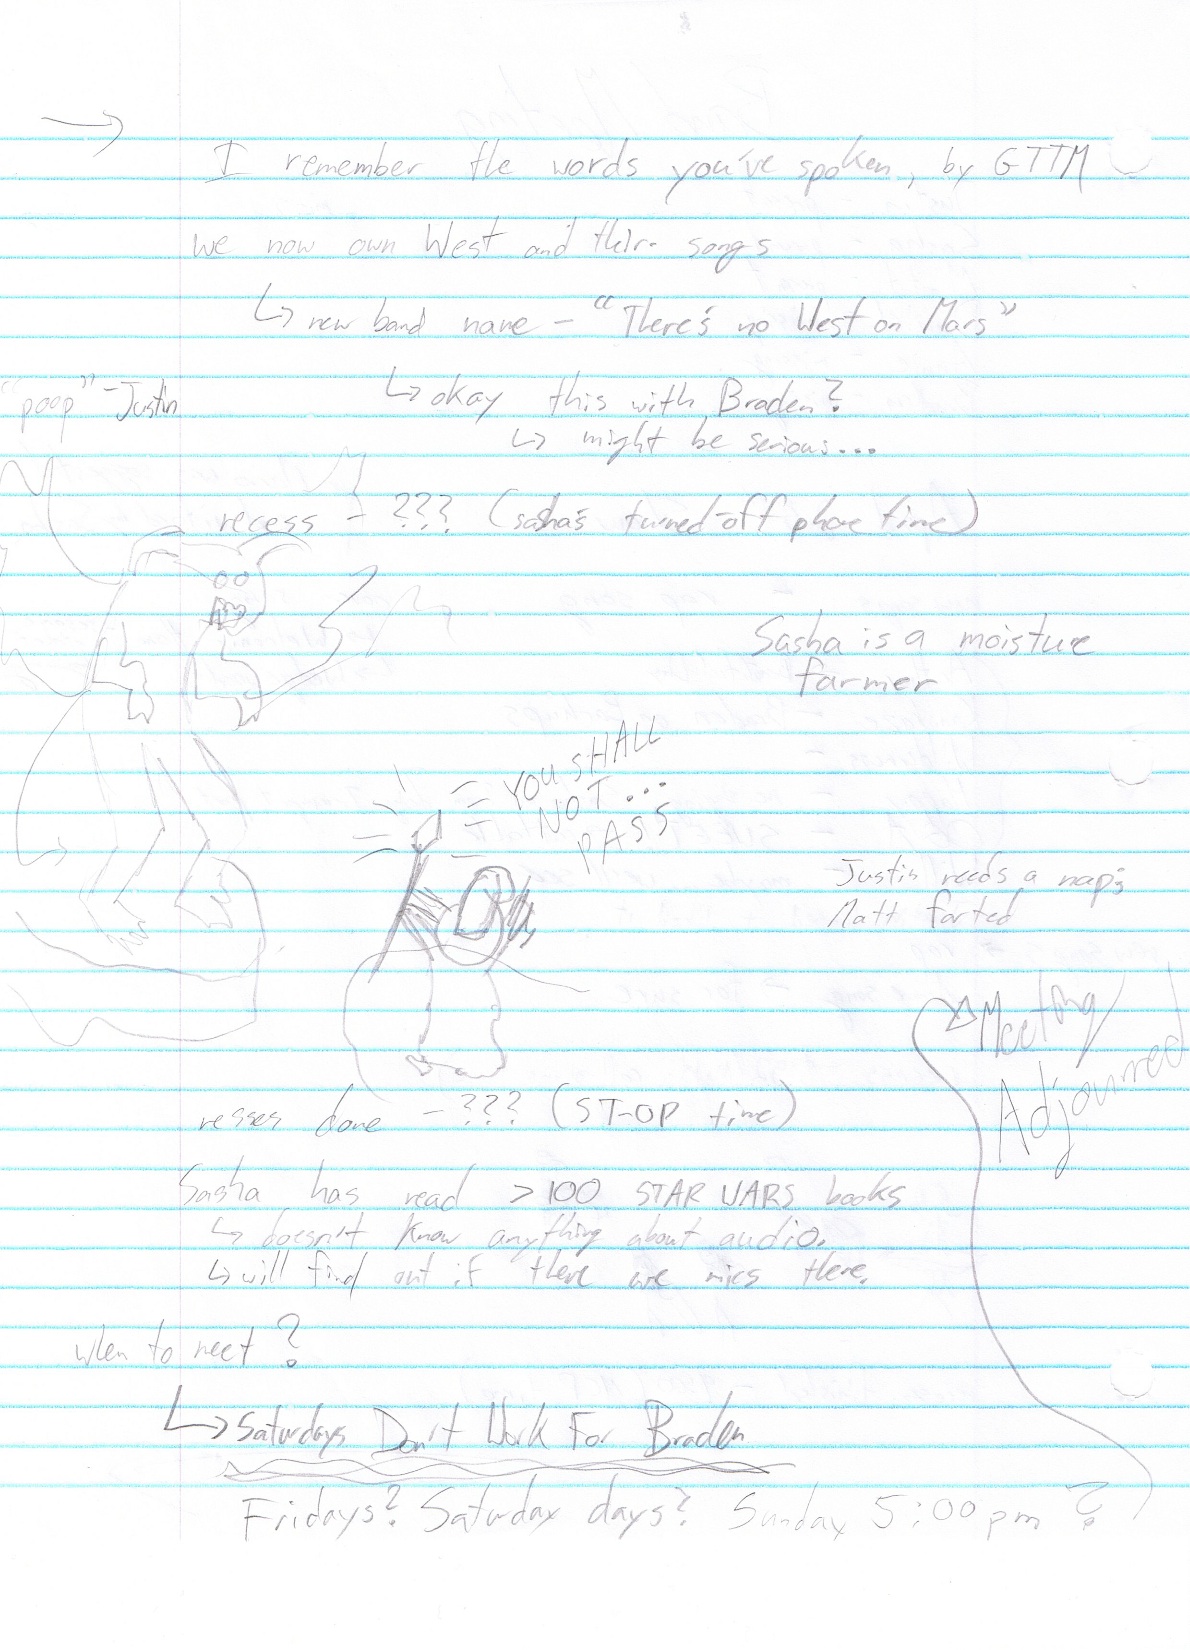 I remember the words you've spoken, by GTTM
we now own West and their songs
↳ new band name - "There's no West on Mars"
"poop" - Justin
↳ okay this with Braden?
↳ might be serious...
recess - ??? (sasha's turned-off phone time)
Sasha is a moisture
farmer
YOU SHALL
NOT...
PASS
Justin needs a nap
Matt farted
Meeting
Adjourned
resses done - ??? (ST-OP time)
Sasha has read >100 STAR WARS books
↳ doesn't know anything about audio.
↳ will find out if there are mics there.
when to meet?
↳ Saturdays Don't Work For Braden
Fridays? Saturday days? Sunday 5:00pm?